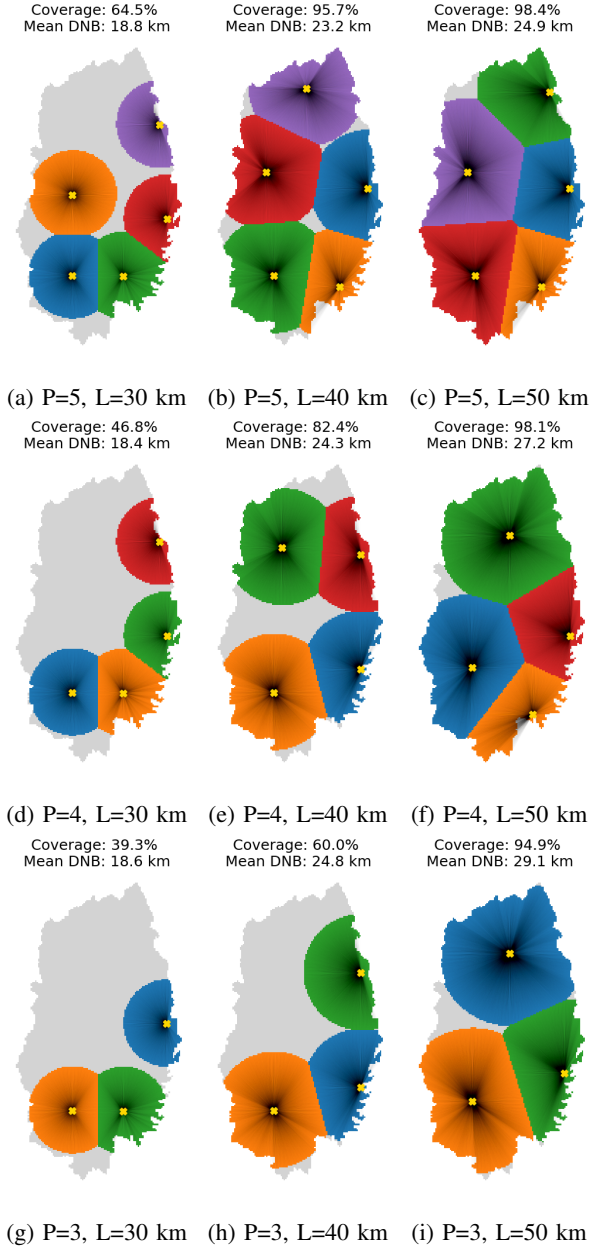 Coverage: 64.5%
Mean DNB: 18.8 km
Coverage: 95.7%
Mean DNB: 23.2 km
Coverage: 98.4%
Mean DNB: 24.9 km
(a) P=5, L=30 km
(b) P=5, L=40 km
(c) P=5, L=50 km
Coverage: 46.8%
Mean DNB: 18.4 km
Coverage: 82.4%
Mean DNB: 24.3 km
Coverage: 98.1%
Mean DNB: 27.2 km
(d) P=4, L=30 km
(e) P=4, L=40 km
(f) P=4, L=50 km
Coverage: 39.3%
Mean DNB: 18.6 km
Coverage: 60.0%
Mean DNB: 24.8 km
Coverage: 94.9%
Mean DNB: 29.1 km
(g) P=3, L=30 km
(h) P=3, L=40 km
(i) P=3, L=50 km